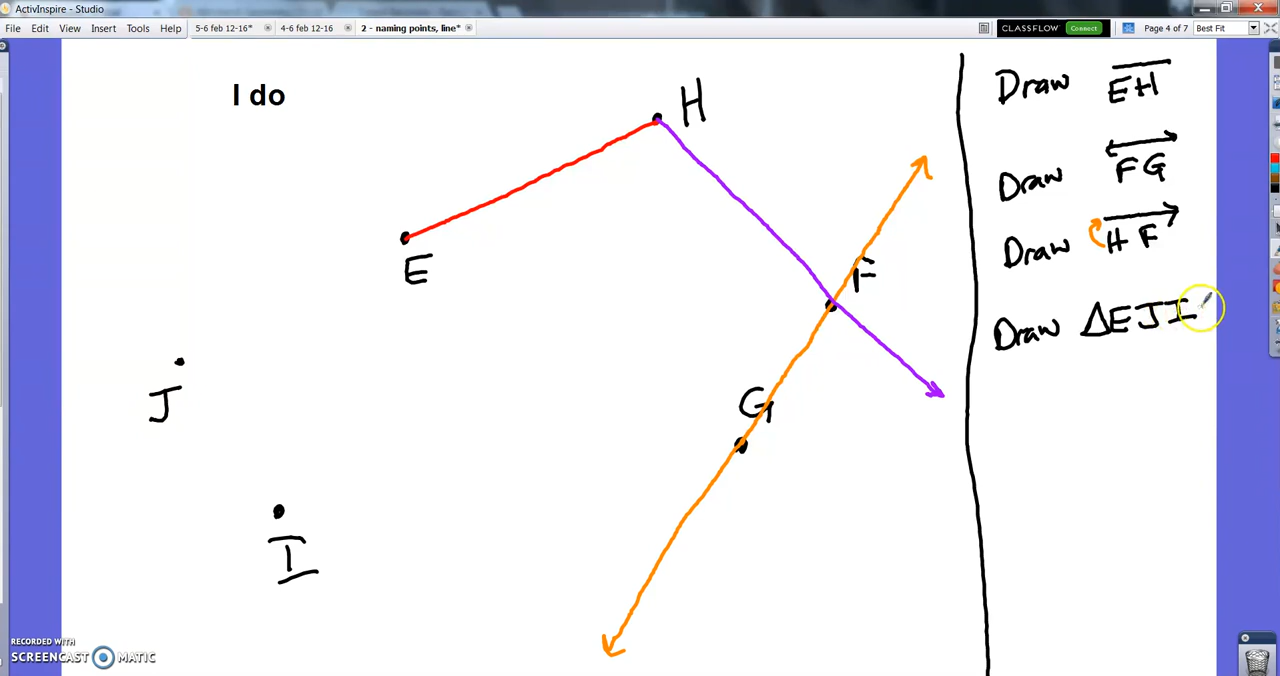 ActivInspire - Studio
File Edit View Insert Tools Help
5-6 feb 12-16* 4-6 feb 12-16 2 - naming points, line*
CLASSFLOW Connect
Page 4 of 7 Best Fit
I do
H
E
F
G
J
I
Draw EH
Draw FG
Draw HF
Draw ΔEJI
RECORDED WITH
SCREENCAST MATIC